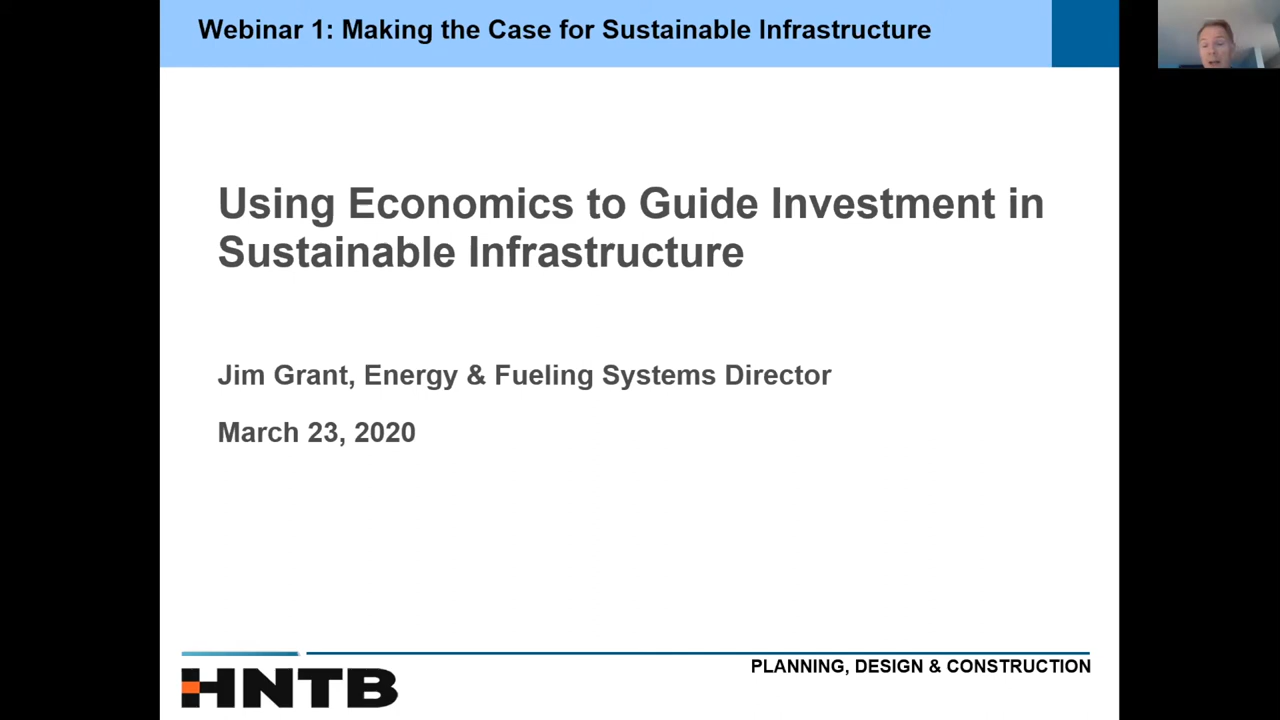 Webinar 1: Making the Case for Sustainable Infrastructure
Using Economics to Guide Investment in
Sustainable Infrastructure
Jim Grant, Energy & Fueling Systems Director
March 23, 2020
HNTB
PLANNING, DESIGN & CONSTRUCTION